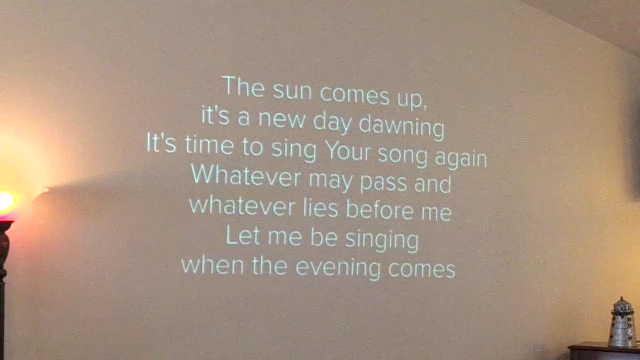 The sun comes up,
it's a new day dawning
It's time to sing Your song again
Whatever may pass and
whatever lies before me
Let me be singing
when the evening comes